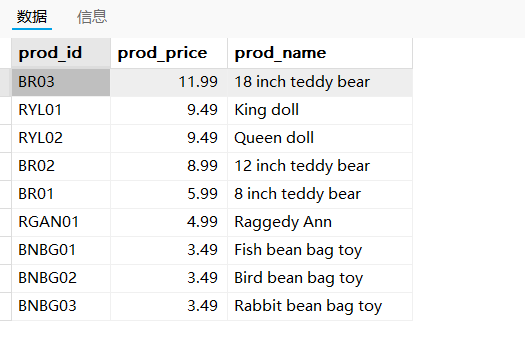 数据 信息
prod_id prod_price prod_name
BR03 11.99 18 inch teddy bear
RYL01 9.49 King doll
RYL02 9.49 Queen doll
BR02 8.99 12 inch teddy bear
BR01 5.99 8 inch teddy bear
RGAN01 4.99 Raggedy Ann
BNBG01 3.49 Fish bean bag toy
BNBG02 3.49 Bird bean bag toy
BNBG03 3.49 Rabbit bean bag toy